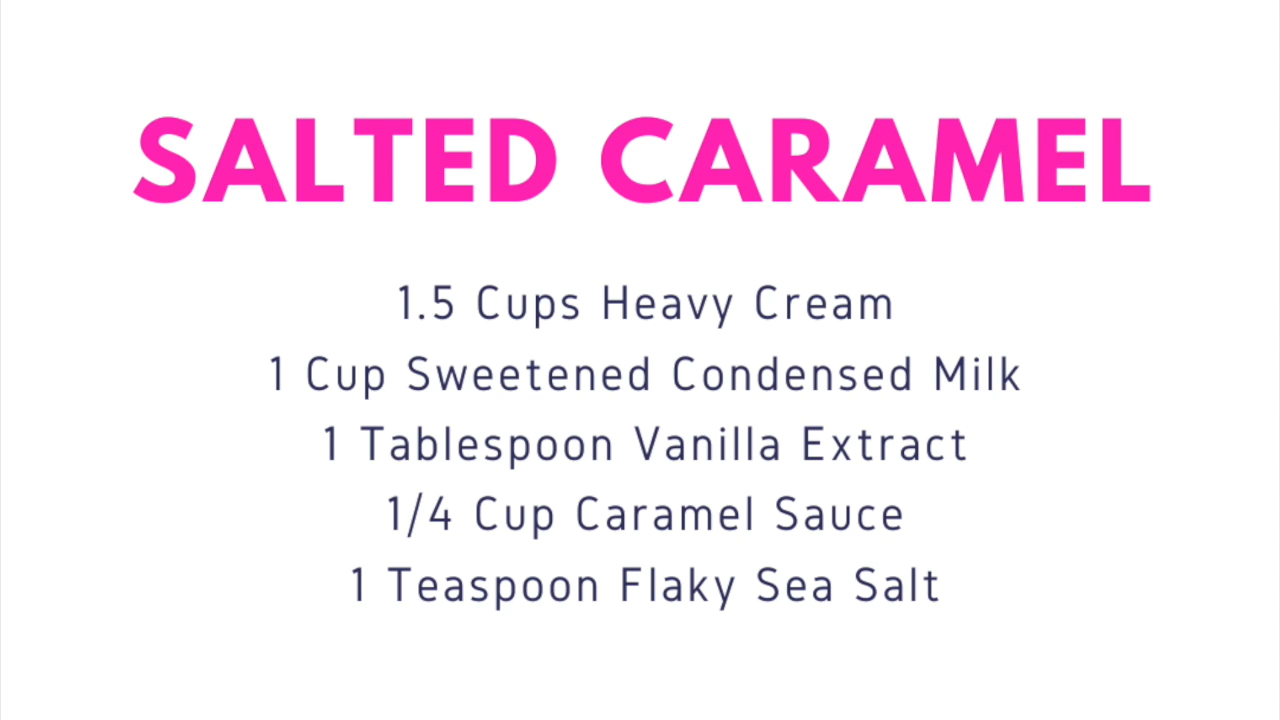 SALTED CARAMEL
1.5 Cups Heavy Cream
1 Cup Sweetened Condensed Milk
1 Tablespoon Vanilla Extract
1/4 Cup Caramel Sauce
1 Teaspoon Flaky Sea Salt